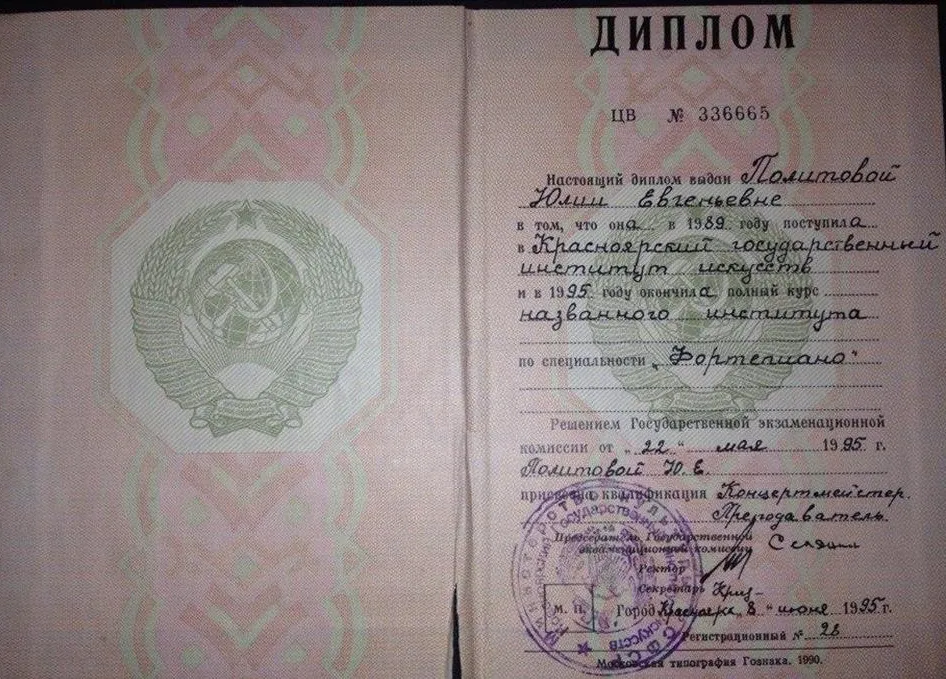 ДИПЛОМ
ЦВ № 336665
Настоящий диплом выдан Политовой
Юлии Евгеньевне
в том, что она в 1989 году поступила
в Красноярский государственный
институт искусств
и в 1995 году окончила полный курс
названного института
по специальности „Фортепиано"
Решением Государственной экзаменационной
комиссии от „22" мая 1995 г.
Политовой Ю.Е.
присвоена квалификация Концертмейстер.
Преподаватель
Председатель Государственной
экзаменационной комиссии
Ректор
Секретарь
М. П. Город Красноярск 8 " июня 1995 г.
Регистрационный № 28
Московская типография Гознака. 1990.